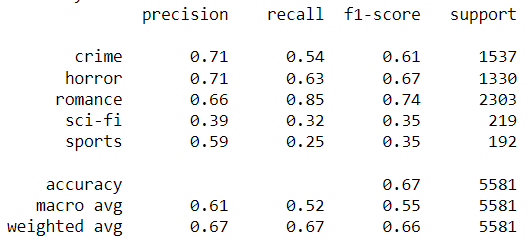 precision recall f1-score support
crime 0.71 0.54 0.61 1537
horror 0.71 0.63 0.67 1330
romance 0.66 0.85 0.74 2303
sci-fi 0.39 0.32 0.35 219
sports 0.59 0.25 0.35 192
accuracy 0.67 5581
macro avg 0.61 0.52 0.55 5581
weighted avg 0.67 0.67 0.66 5581